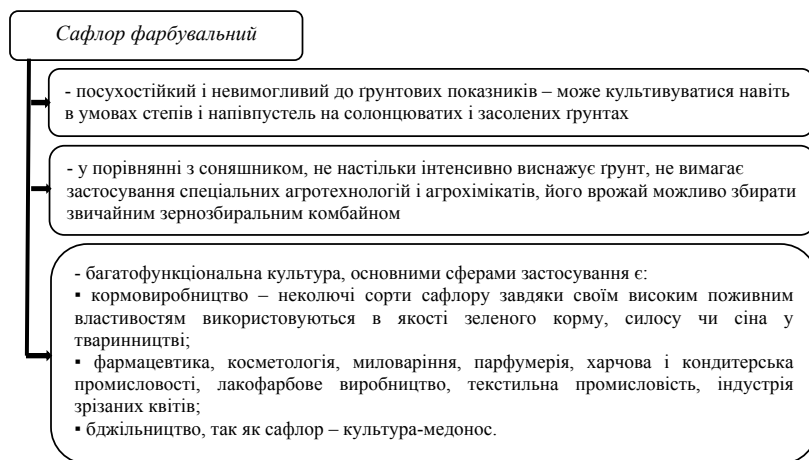 Сафлор фарбувальний
- посухостійкий і невимогливий до ґрунтових показників – може культивуватися навіть
в умовах степів і напівпустель на солонцюватих і засолених ґрунтах
- у порівнянні з соняшником, не настільки інтенсивно виснажує ґрунт, не вимагає
застосування спеціальних агротехнологій і агрохімікатів, його врожай можливо збирати
звичайним зернозбиральним комбайном
- багатофункціональна культура, основними сферами застосування є:
▪ кормовиробництво – неколючі сорти сафлору завдяки своїм високим поживним
властивостям використовуються в якості зеленого корму, силосу чи сіна у
тваринництві;
▪ фармацевтика, косметологія, миловаріння, парфумерія, харчова і кондитерська
промисловості, лакофарбове виробництво, текстильна промисловість, індустрія
зрізаних квітів;
▪ бджільництво, так як сафлор – культура-медонос.